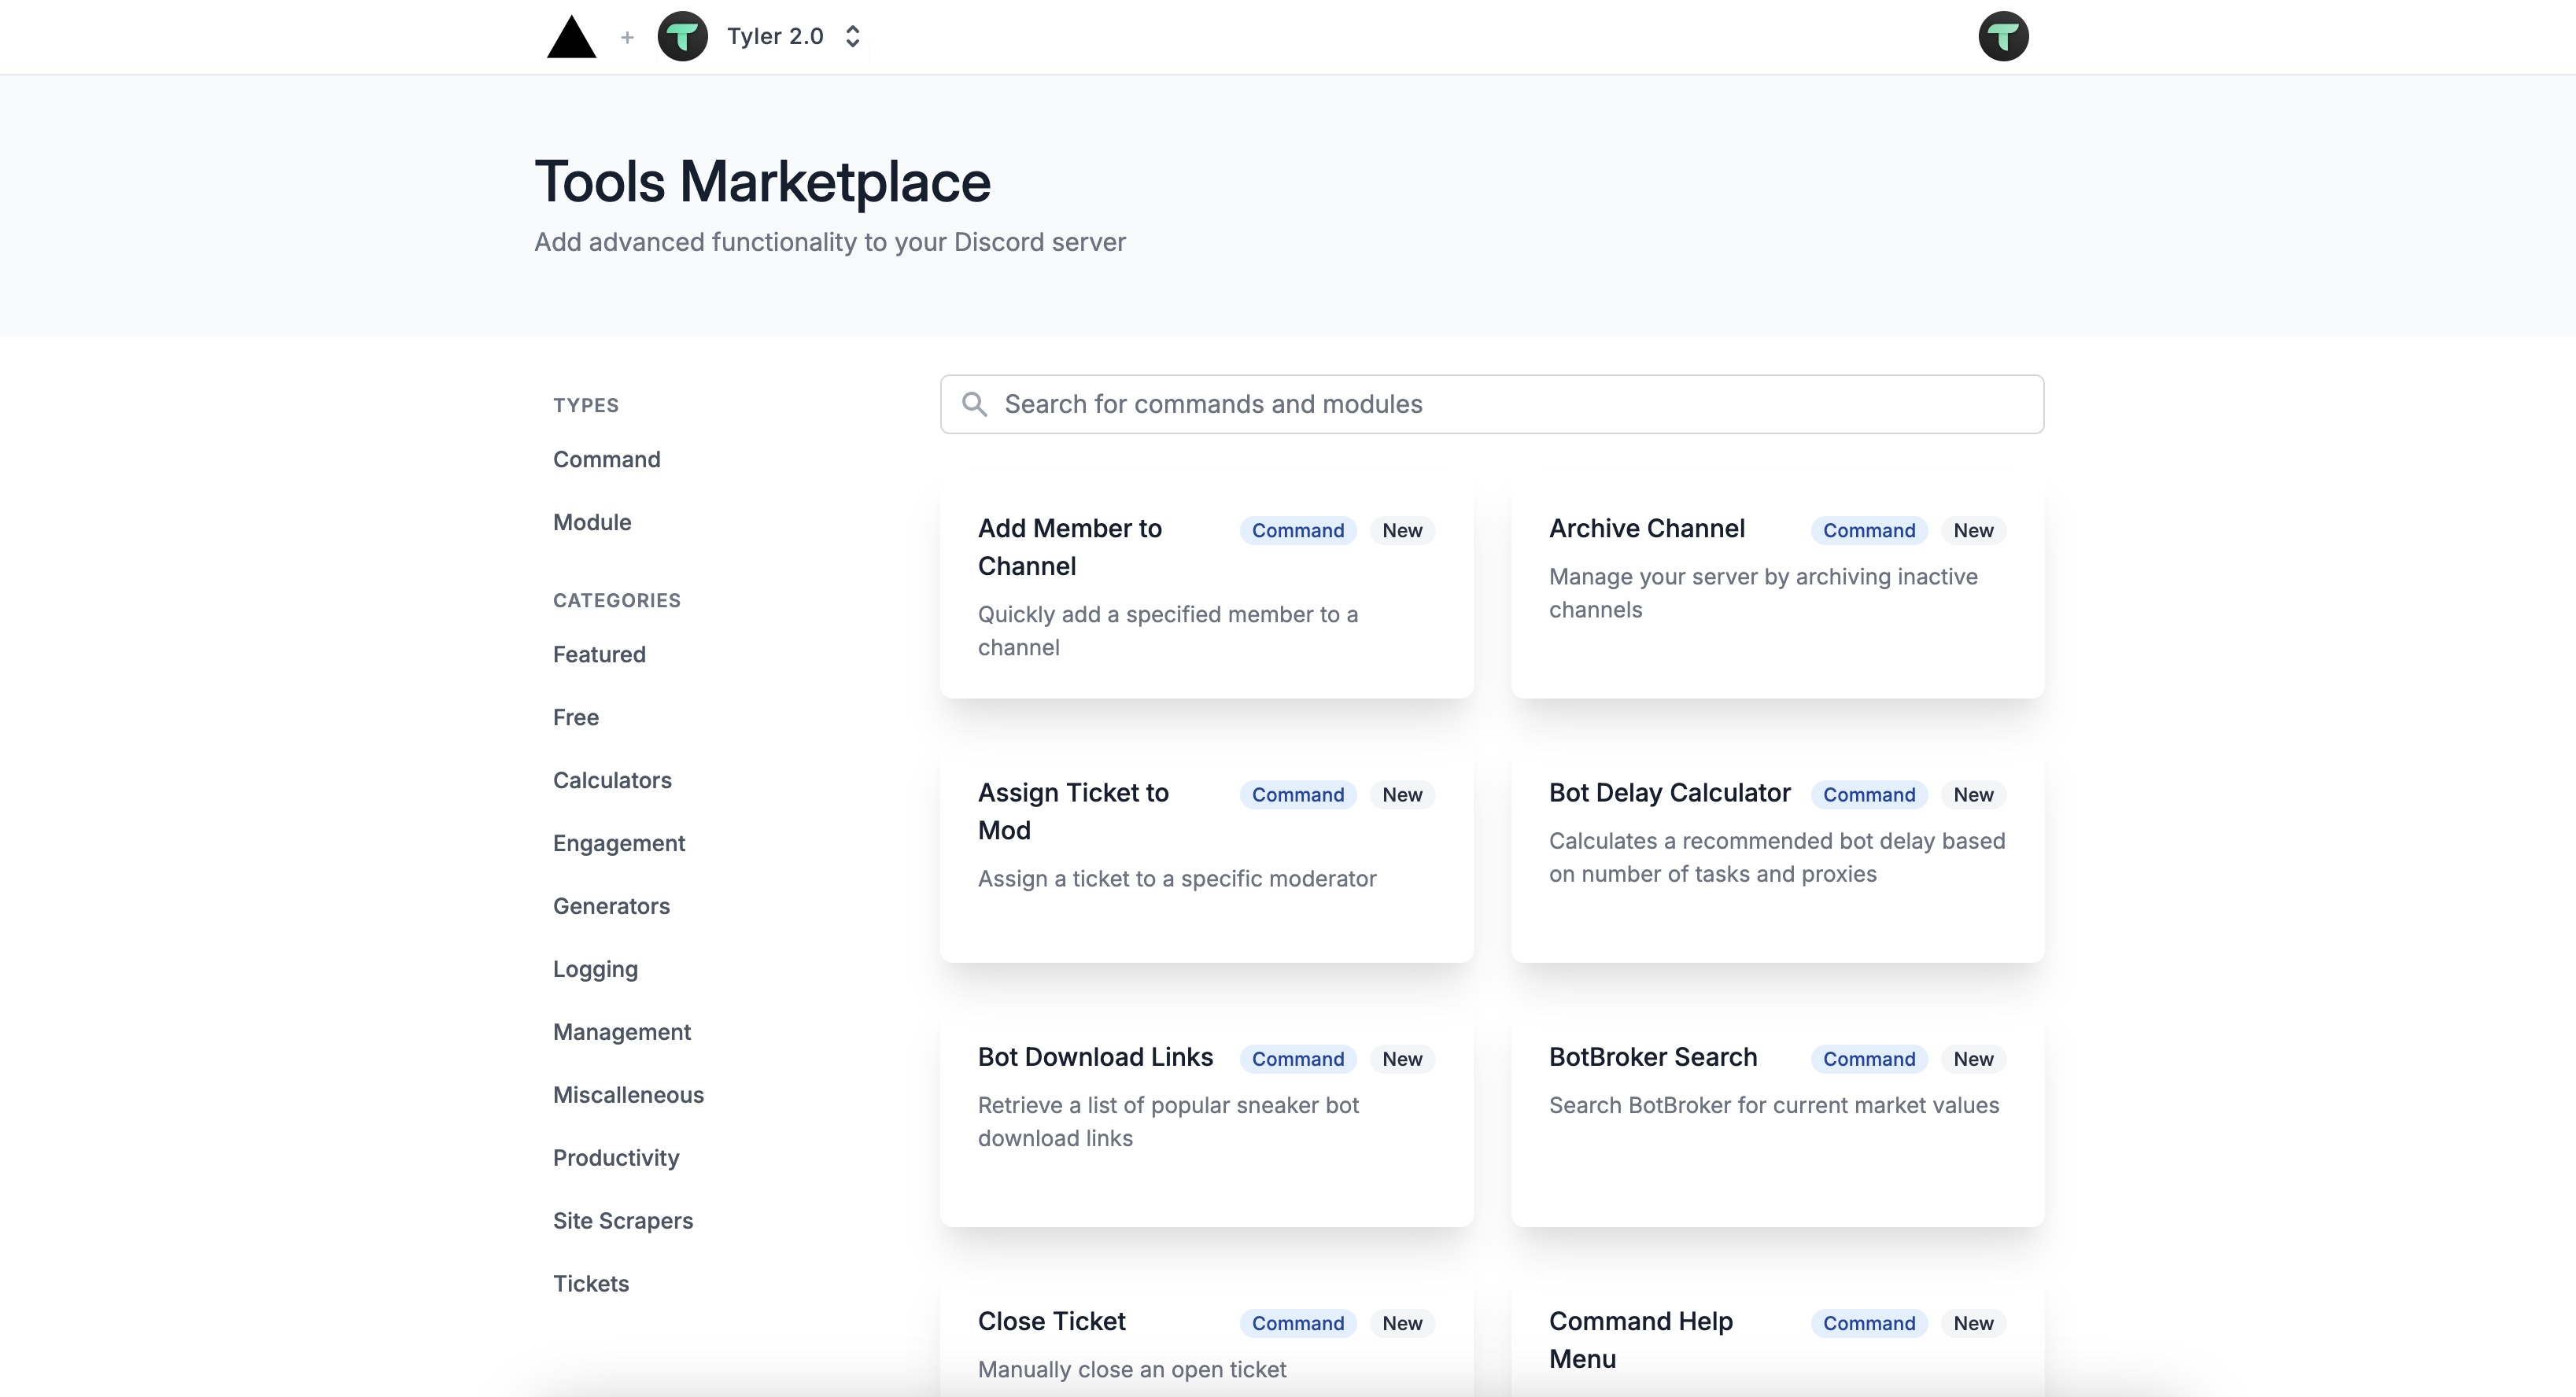 + Tyler 2.0
Tools Marketplace
Add advanced functionality to your Discord server
TYPES
Command
Module
CATEGORIES
Featured
Free
Calculators
Engagement
Generators
Logging
Management
Miscalleneous
Productivity
Site Scrapers
Tickets
Search for commands and modules
Add Member to
Channel
Command New
Quickly add a specified member to a
channel
Archive Channel Command New
Manage your server by archiving inactive
channels
Assign Ticket to
Mod
Command New
Assign a ticket to a specific moderator
Bot Delay Calculator Command New
Calculates a recommended bot delay based
on number of tasks and proxies
Bot Download Links Command New
Retrieve a list of popular sneaker bot
download links
BotBroker Search Command New
Search BotBroker for current market values
Close Ticket Command New
Manually close an open ticket
Command Help
Menu
Command New